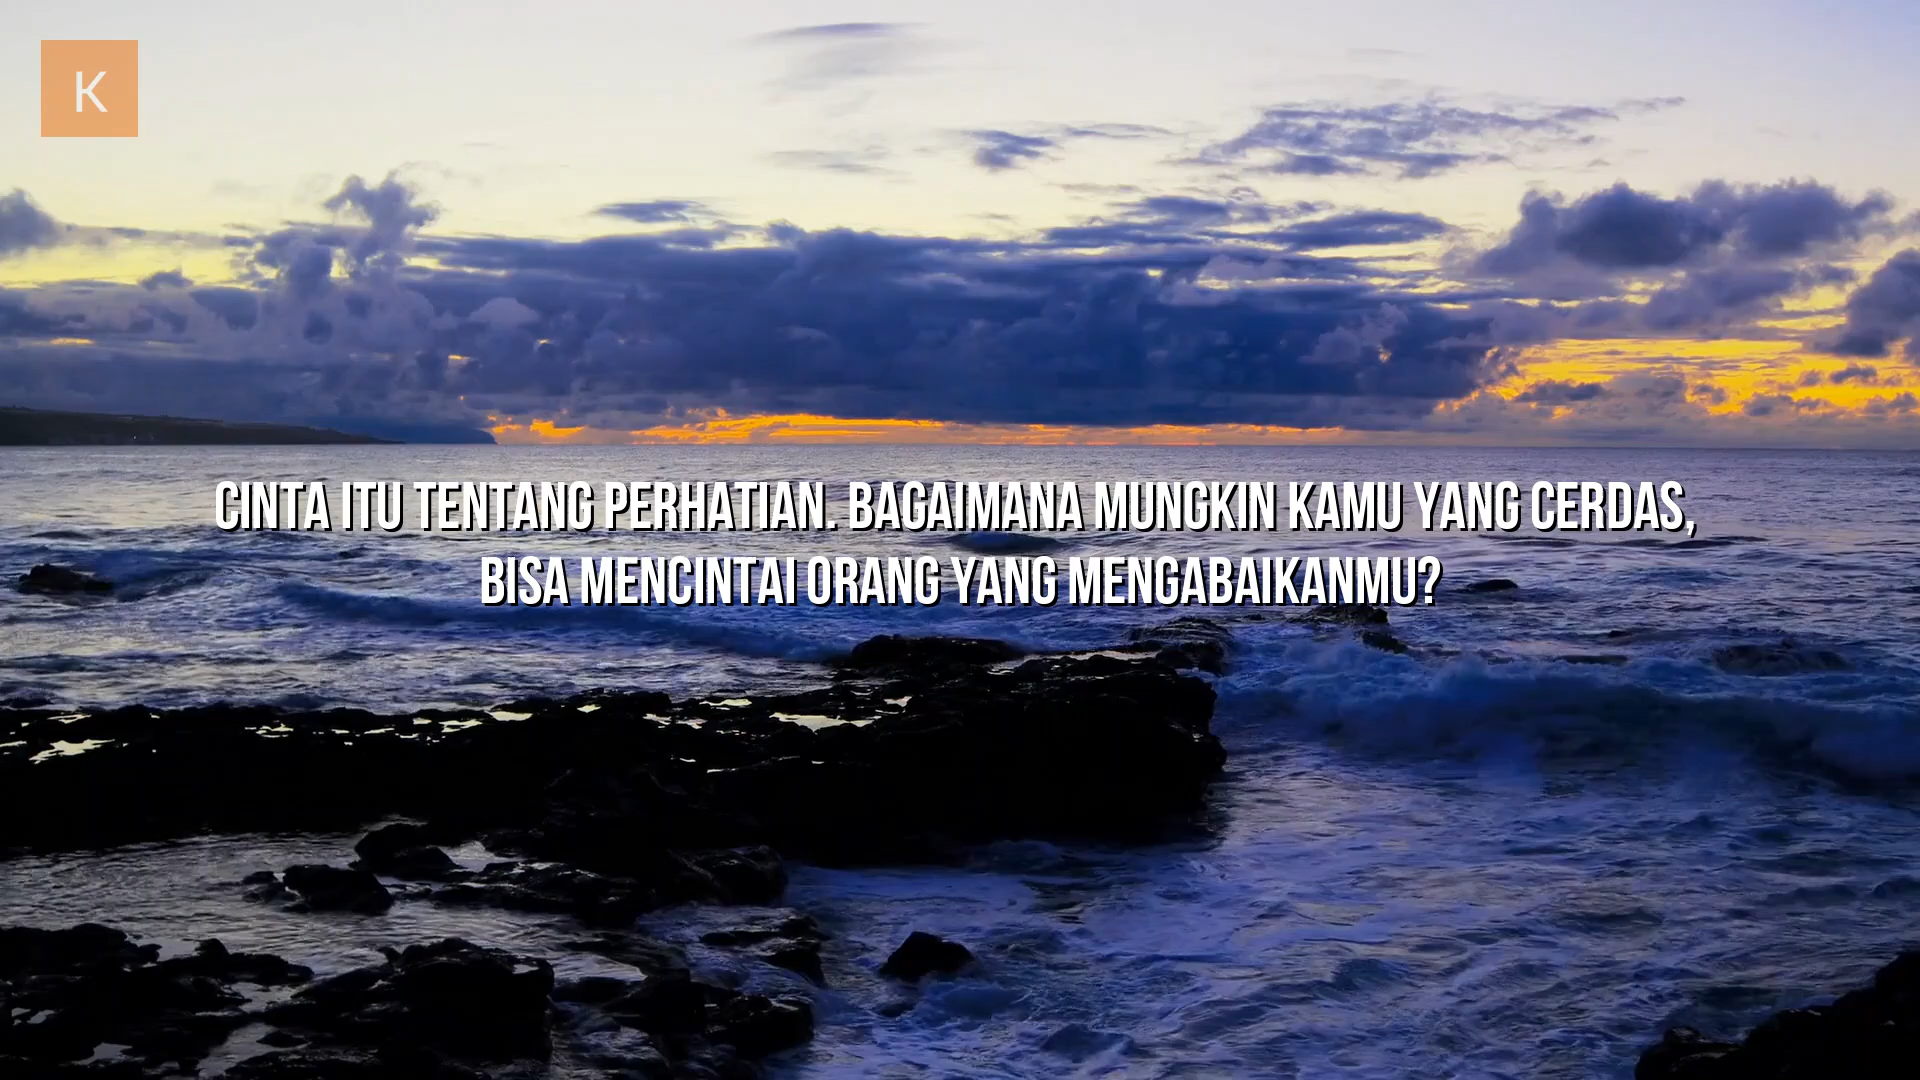 K
CINTA ITU TENTANG PERHATIAN. BAGAIMANA MUNGKIN KAMU YANG CERDAS,
BISA MENCINTAI ORANG YANG MENGABAIKANMU?